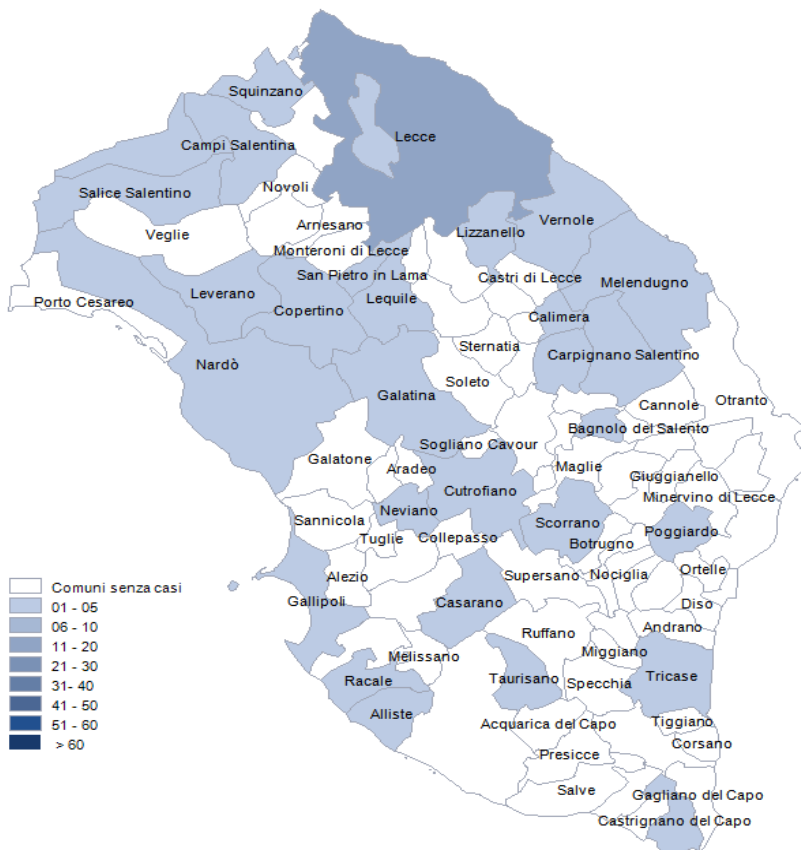 Squinzano
Lecce
Campi Salentina
Salice Salentino
Novoli
Vernole
Arnesano
Lizzanello
Veglie
Monteroni di Lecce
San Pietro in Lama
Castri di Lecce
Melendugno
Leverano
Lequile
Porto Cesareo
Copertino
Calimera
Sternatia
Carpignano Salentino
Nardò
Soleto
Galatina
Otranto
Cannole
Bagnolo del Salento
Sogliano Cavour
Galatone
Aradeo
Maglie
Giuggianello
Cutrofiano
Minervino di Lecce
Neviano
Sannicola
Scorrano
Poggiardo
Tuglie
Collepasso
Botrugno
Ortelle
Alezio
Supersano
Nociglia
Gallipoli
Casarano
Diso
Andrano
Ruffano
Miggiano
Melissano
Racale
Taurisano
Specchia
Tricase
Alliste
Acquarica del Capo
Tiggiano
Corsano
Presicce
Salve
Gagliano del Capo
Castrignano del Capo
Comuni senza casi
01 - 05
06 - 10
11 - 20
21 - 30
31- 40
41 - 50
51 - 60
> 60